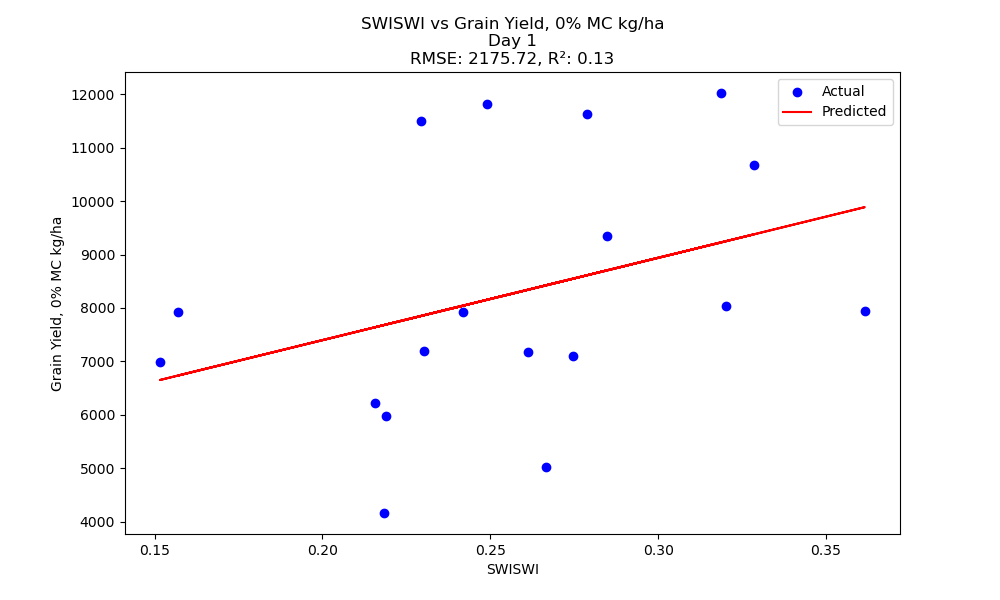 SWISWI vs Grain Yield, 0% MC kg/ha
Day 1
RMSE: 2175.72, R²: 0.13
Actual
Predicted
Grain Yield, 0% MC kg/ha
12000
11000
10000
9000
8000
7000
6000
5000
4000
0.15 0.20 0.25 0.30 0.35
SWISWI